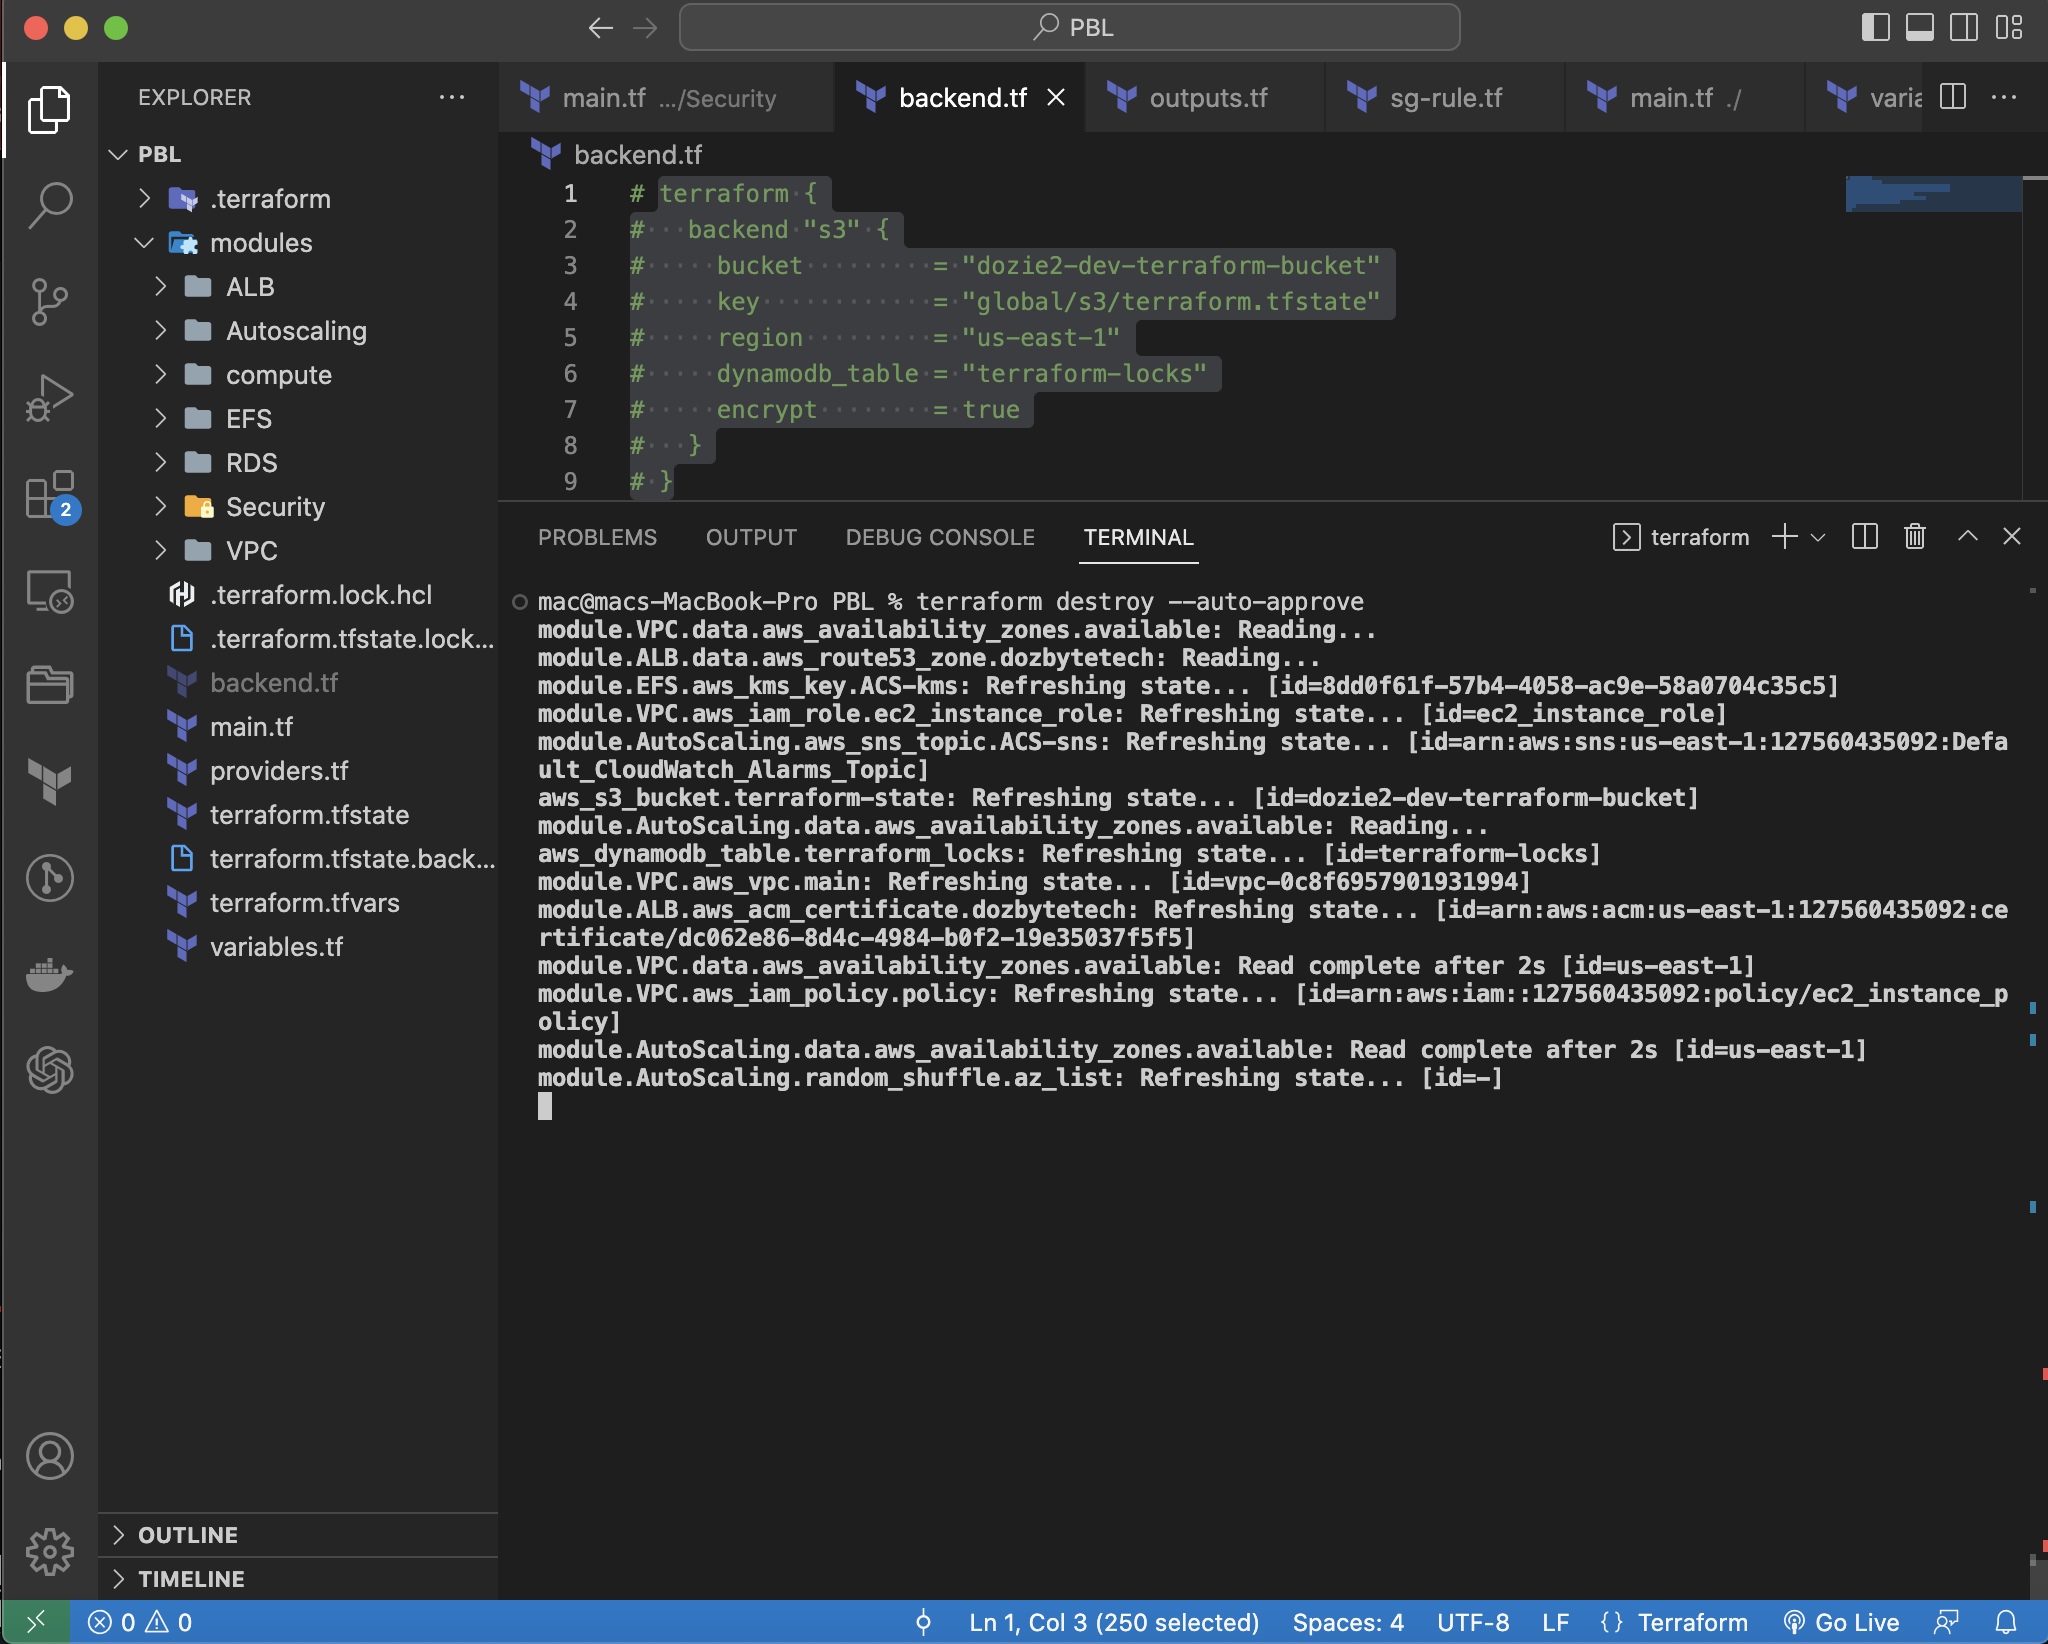 PBL
EXPLORER
PBL
.terraform
modules
ALB
Autoscaling
compute
EFS
RDS
Security
VPC
.terraform.lock.hcl
.terraform.tfstate.lock...
backend.tf
main.tf
providers.tf
terraform.tfstate
terraform.tfstate.back...
terraform.tfvars
variables.tf
OUTLINE
TIMELINE
2
main.tf .../Security
backend.tf
outputs.tf
sg-rule.tf
main.tf ./
varia
backend.tf
1 # terraform {
2 #   backend "s3" {
3 #     bucket         = "dozie2-dev-terraform-bucket"
4 #     key            = "global/s3/terraform.tfstate"
5 #     region         = "us-east-1"
6 #     dynamodb_table = "terraform-locks"
7 #     encrypt        = true
8 #   }
9 # }
PROBLEMS OUTPUT DEBUG CONSOLE TERMINAL terraform
mac@macs-MacBook-Pro PBL % terraform destroy --auto-approve
module.VPC.data.aws_availability_zones.available: Reading...
module.ALB.data.aws_route53_zone.dozbytetech: Reading...
module.EFS.aws_kms_key.ACS-kms: Refreshing state... [id=8dd0f61f-57b4-4058-ac9e-58a0704c35c5]
module.VPC.aws_iam_role.ec2_instance_role: Refreshing state... [id=ec2_instance_role]
module.AutoScaling.aws_sns_topic.ACS-sns: Refreshing state... [id=arn:aws:sns:us-east-1:127560435092:Defa
ult_CloudWatch_Alarms_Topic]
aws_s3_bucket.terraform-state: Refreshing state... [id=dozie2-dev-terraform-bucket]
module.AutoScaling.data.aws_availability_zones.available: Reading...
aws_dynamodb_table.terraform_locks: Refreshing state... [id=terraform-locks]
module.VPC.aws_vpc.main: Refreshing state... [id=vpc-0c8f6957901931994]
module.ALB.aws_acm_certificate.dozbytetech: Refreshing state... [id=arn:aws:acm:us-east-1:127560435092:ce
rtificate/dc062e86-8d4c-4984-b0f2-19e35037f5f5]
module.VPC.data.aws_availability_zones.available: Read complete after 2s [id=us-east-1]
module.VPC.aws_iam_policy.policy: Refreshing state... [id=arn:aws:iam::127560435092:policy/ec2_instance_p
olicy]
module.AutoScaling.data.aws_availability_zones.available: Read complete after 2s [id=us-east-1]
module.AutoScaling.random_shuffle.az_list: Refreshing state... [id=-]
0 0 Ln 1, Col 3 (250 selected) Spaces: 4 UTF-8 LF {} Terraform Go Live